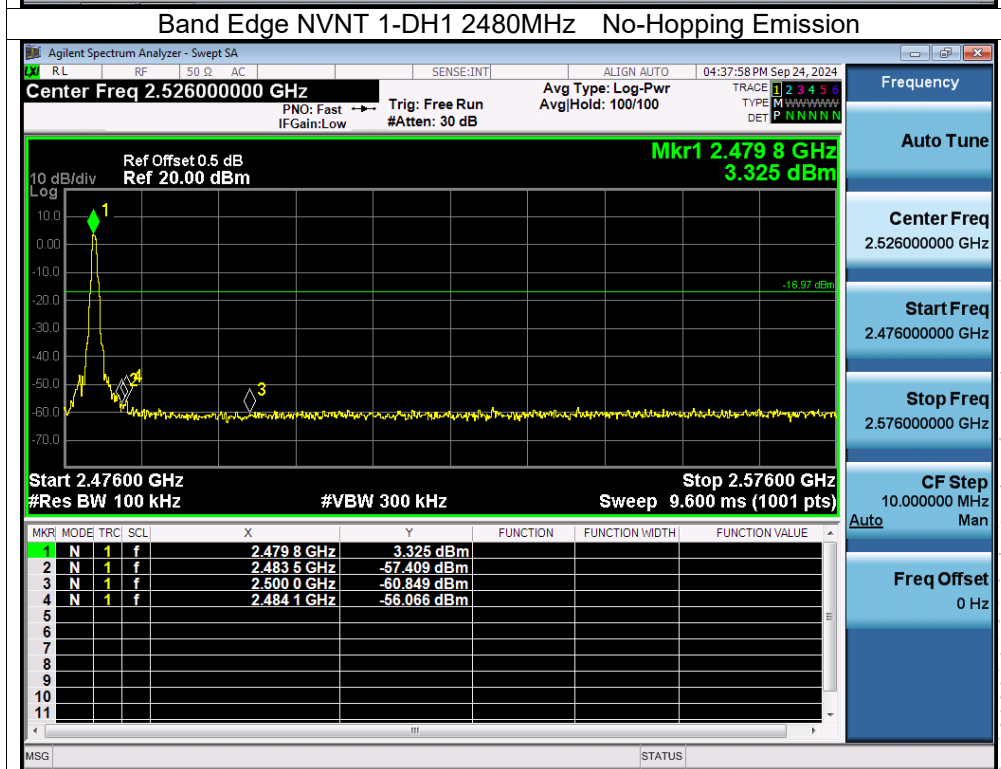 Band Edge NVNT 1-DH1 2480MHz No-Hopping Emission
Agilent Spectrum Analyzer - Swept SA
LXI RL RF 50 Ω AC SENSE:INT ALIGN AUTO 04:37:58 PM Sep 24, 2024
Center Freq 2.526000000 GHz
PNO: Fast
IFGain:Low
Trig: Free Run
#Atten: 30 dB
Avg Type: Log-Pwr
Avg|Hold: 100/100
TRACE 1 2 3 4 5 6
TYPE M WWWWW
DET P N N N N N
Frequency
Auto Tune
Center Freq
2.526000000 GHz
Start Freq
2.476000000 GHz
Stop Freq
2.576000000 GHz
CF Step
10.000000 MHz
Auto Man
Freq Offset
0 Hz
Mkr1 2.479 8 GHz
3.325 dBm
Ref Offset 0.5 dB
10 dB/div Ref 20.00 dBm
Log
10.0
0.00
-10.0
-20.0
-30.0
-40.0
-50.0
-60.0
-70.0
1
2
4
3
-16.97 dBm
Start 2.47600 GHz Stop 2.57600 GHz
#Res BW 100 kHz #VBW 300 kHz Sweep 9.600 ms (1001 pts)
MKR MODE TRC SCL X Y FUNCTION FUNCTION WIDTH FUNCTION VALUE
1 N 1 f 2.479 8 GHz 3.325 dBm
2 N 1 f 2.483 5 GHz -57.409 dBm
3 N 1 f 2.500 0 GHz -60.849 dBm
4 N 1 f 2.484 1 GHz -56.066 dBm
5
6
7
8
9
10
11
MSG STATUS